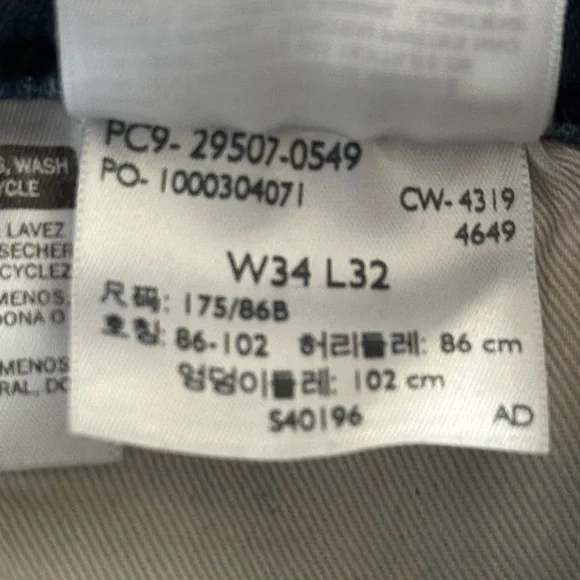 PC9- 29507-0549
PO- 1000304071
CW- 4319
4649
W34 L32
尺码: 175/86B
호칭: 86-102 허리둘레: 86 cm
엉덩이둘레: 102 cm
S40196 AD
WASH
CYCLE
LAVEZ
SECHER
CYCLEZ
MENOS
DONA O
MENOS
RAL, DO